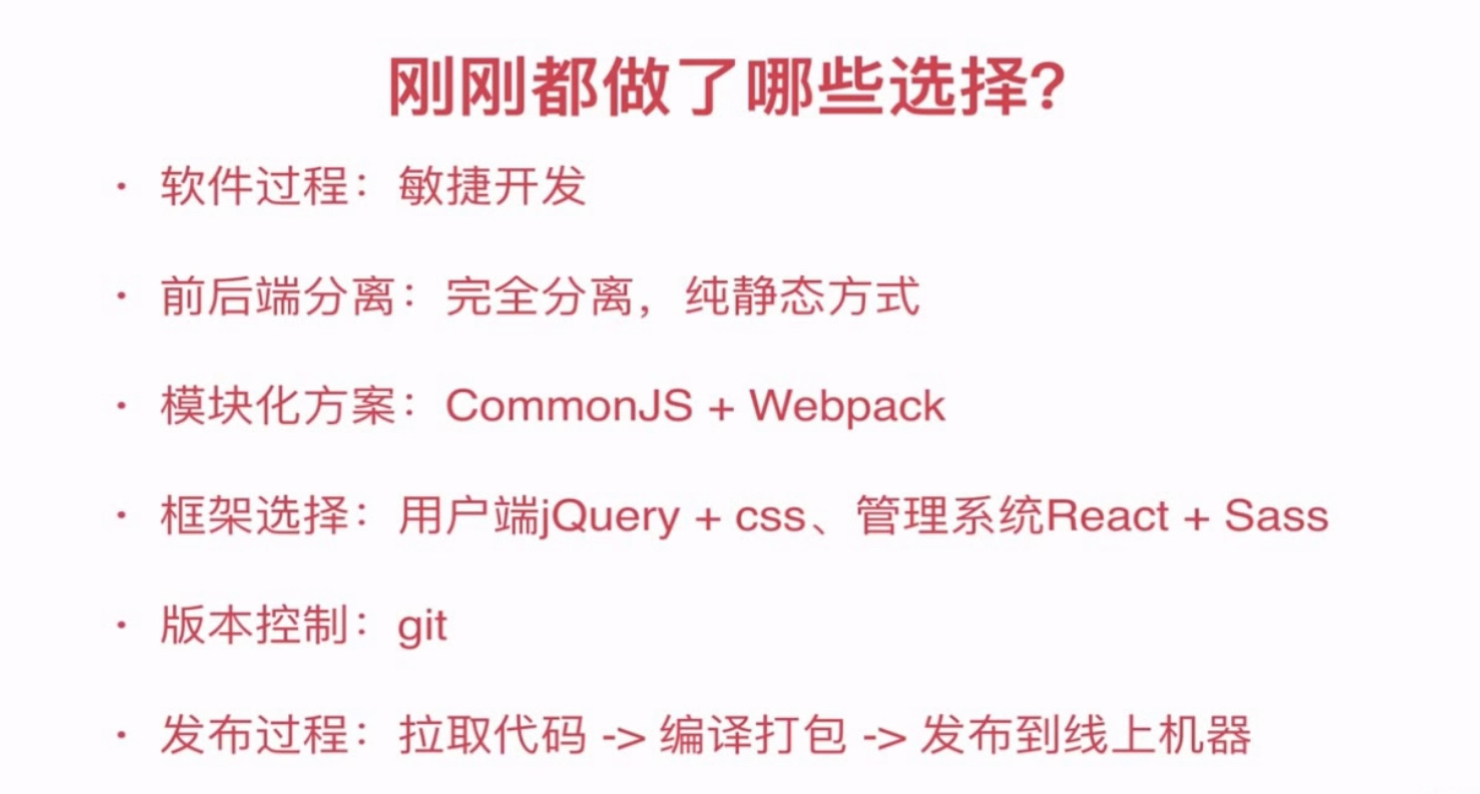 刚刚都做了哪些选择？
· 软件过程：敏捷开发
· 前后端分离：完全分离，纯静态方式
· 模块化方案：CommonJS + Webpack
· 框架选择：用户端jQuery + css、管理系统React + Sass
· 版本控制：git
· 发布过程：拉取代码 -> 编译打包 -> 发布到线上机器